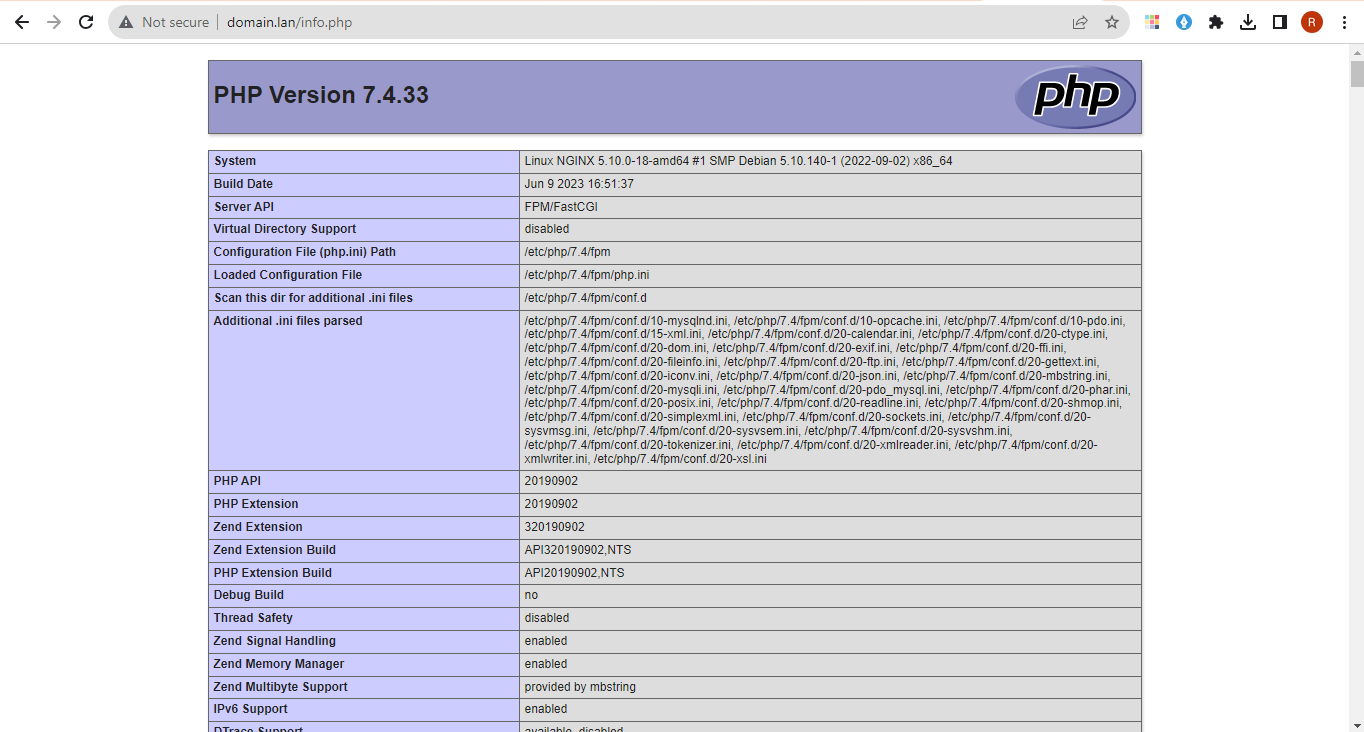 Not secure domain.lan/info.php
R
PHP Version 7.4.33
php
System Linux NGINX 5.10.0-18-amd64 #1 SMP Debian 5.10.140-1 (2022-09-02) x86_64
Build Date Jun 9 2023 16:51:37
Server API FPM/FastCGI
Virtual Directory Support disabled
Configuration File (php.ini) Path /etc/php/7.4/fpm
Loaded Configuration File /etc/php/7.4/fpm/php.ini
Scan this dir for additional .ini files /etc/php/7.4/fpm/conf.d
Additional .ini files parsed /etc/php/7.4/fpm/conf.d/10-mysqlnd.ini, /etc/php/7.4/fpm/conf.d/10-opcache.ini, /etc/php/7.4/fpm/conf.d/10-pdo.ini,
/etc/php/7.4/fpm/conf.d/15-xml.ini, /etc/php/7.4/fpm/conf.d/20-calendar.ini, /etc/php/7.4/fpm/conf.d/20-ctype.ini,
/etc/php/7.4/fpm/conf.d/20-dom.ini, /etc/php/7.4/fpm/conf.d/20-exif.ini, /etc/php/7.4/fpm/conf.d/20-ffi.ini,
/etc/php/7.4/fpm/conf.d/20-fileinfo.ini, /etc/php/7.4/fpm/conf.d/20-ftp.ini, /etc/php/7.4/fpm/conf.d/20-gettext.ini,
/etc/php/7.4/fpm/conf.d/20-iconv.ini, /etc/php/7.4/fpm/conf.d/20-json.ini, /etc/php/7.4/fpm/conf.d/20-mbstring.ini,
/etc/php/7.4/fpm/conf.d/20-mysqli.ini, /etc/php/7.4/fpm/conf.d/20-pdo_mysql.ini, /etc/php/7.4/fpm/conf.d/20-phar.ini,
/etc/php/7.4/fpm/conf.d/20-posix.ini, /etc/php/7.4/fpm/conf.d/20-readline.ini, /etc/php/7.4/fpm/conf.d/20-shmop.ini,
/etc/php/7.4/fpm/conf.d/20-simplexml.ini, /etc/php/7.4/fpm/conf.d/20-sockets.ini, /etc/php/7.4/fpm/conf.d/20-
sysvmsg.ini, /etc/php/7.4/fpm/conf.d/20-sysvsem.ini, /etc/php/7.4/fpm/conf.d/20-sysvshm.ini,
/etc/php/7.4/fpm/conf.d/20-tokenizer.ini, /etc/php/7.4/fpm/conf.d/20-xmlreader.ini, /etc/php/7.4/fpm/conf.d/20-
xmlwriter.ini, /etc/php/7.4/fpm/conf.d/20-xsl.ini
PHP API 20190902
PHP Extension 20190902
Zend Extension 320190902
Zend Extension Build API320190902,NTS
PHP Extension Build API20190902,NTS
Debug Build no
Thread Safety disabled
Zend Signal Handling enabled
Zend Memory Manager enabled
Zend Multibyte Support provided by mbstring
IPv6 Support enabled
DTrace Support available, disabled